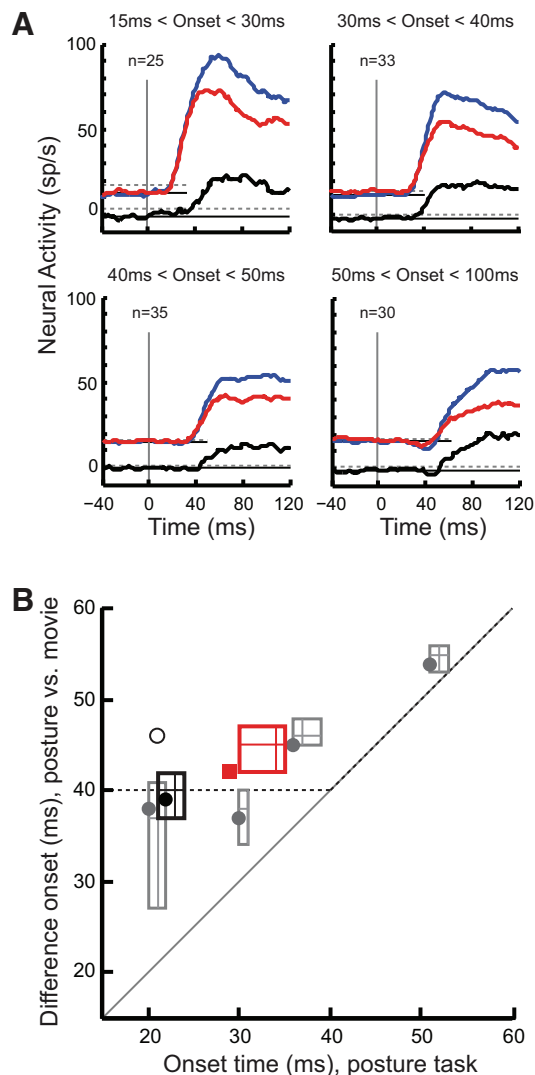 A
15ms < Onset < 30ms
30ms < Onset < 40ms
100
n=25
n=33
50
0
Neural Activity (sp/s)
40ms < Onset < 50ms
50ms < Onset < 100ms
100
n=35
n=30
50
0
−40 0 40 80 120
−40 0 40 80 120
Time (ms)
Time (ms)
B
Difference onset (ms), posture vs. movie
60
50
40
30
20
20 30 40 50 60
Onset time (ms), posture task